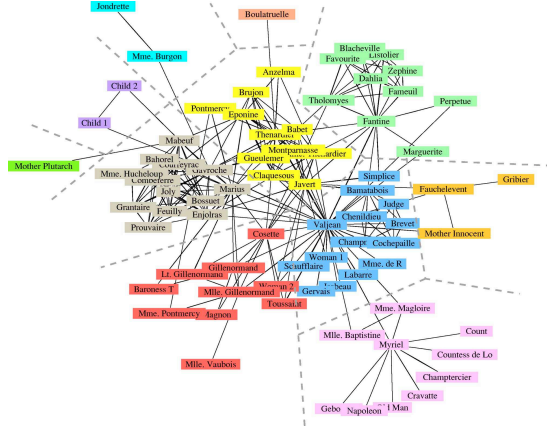 Jondrette
Boulatruelle
Mme. Burgon
Blacheville
Favourite
Listolier
Anzelma
Zephine
Dahlia
Child 2
Brujon
Fameuil
Tholomyes
Perpetue
Pontmercy
Eponine
Fantine
Child 1
Babet
Thenardier
Mabeuf
Montparnasse
Marguerite
Bahorel
Gueulemer
Mother Plutarch
Gavroche
Mme. Hucheloup
Claquesous
Simplice
Gribier
Joly
Marius
Javert
Bamatabois
Fauchelevent
Bossuet
Judge
Grantaire
Feuilly
Enjolras
Chenildieu
Brevet
Prouvaire
Cosette
Valjean
Mother Innocent
Cochepaille
Woman 1
Gillenormand
Scaufflaire
Mme. de R
Lt. Gillenormand
Labarre
Baroness T
Woman 2
Mlle. Gillenormand
Gervais
Toussaint
Mme. Magloire
Mme. Pontmercy
Magnon
Mlle. Baptistine
Count
Myriel
Countess de Lo
Mlle. Vaubois
Champtercier
Cravatte
Gebo
Napoleon
Old Man